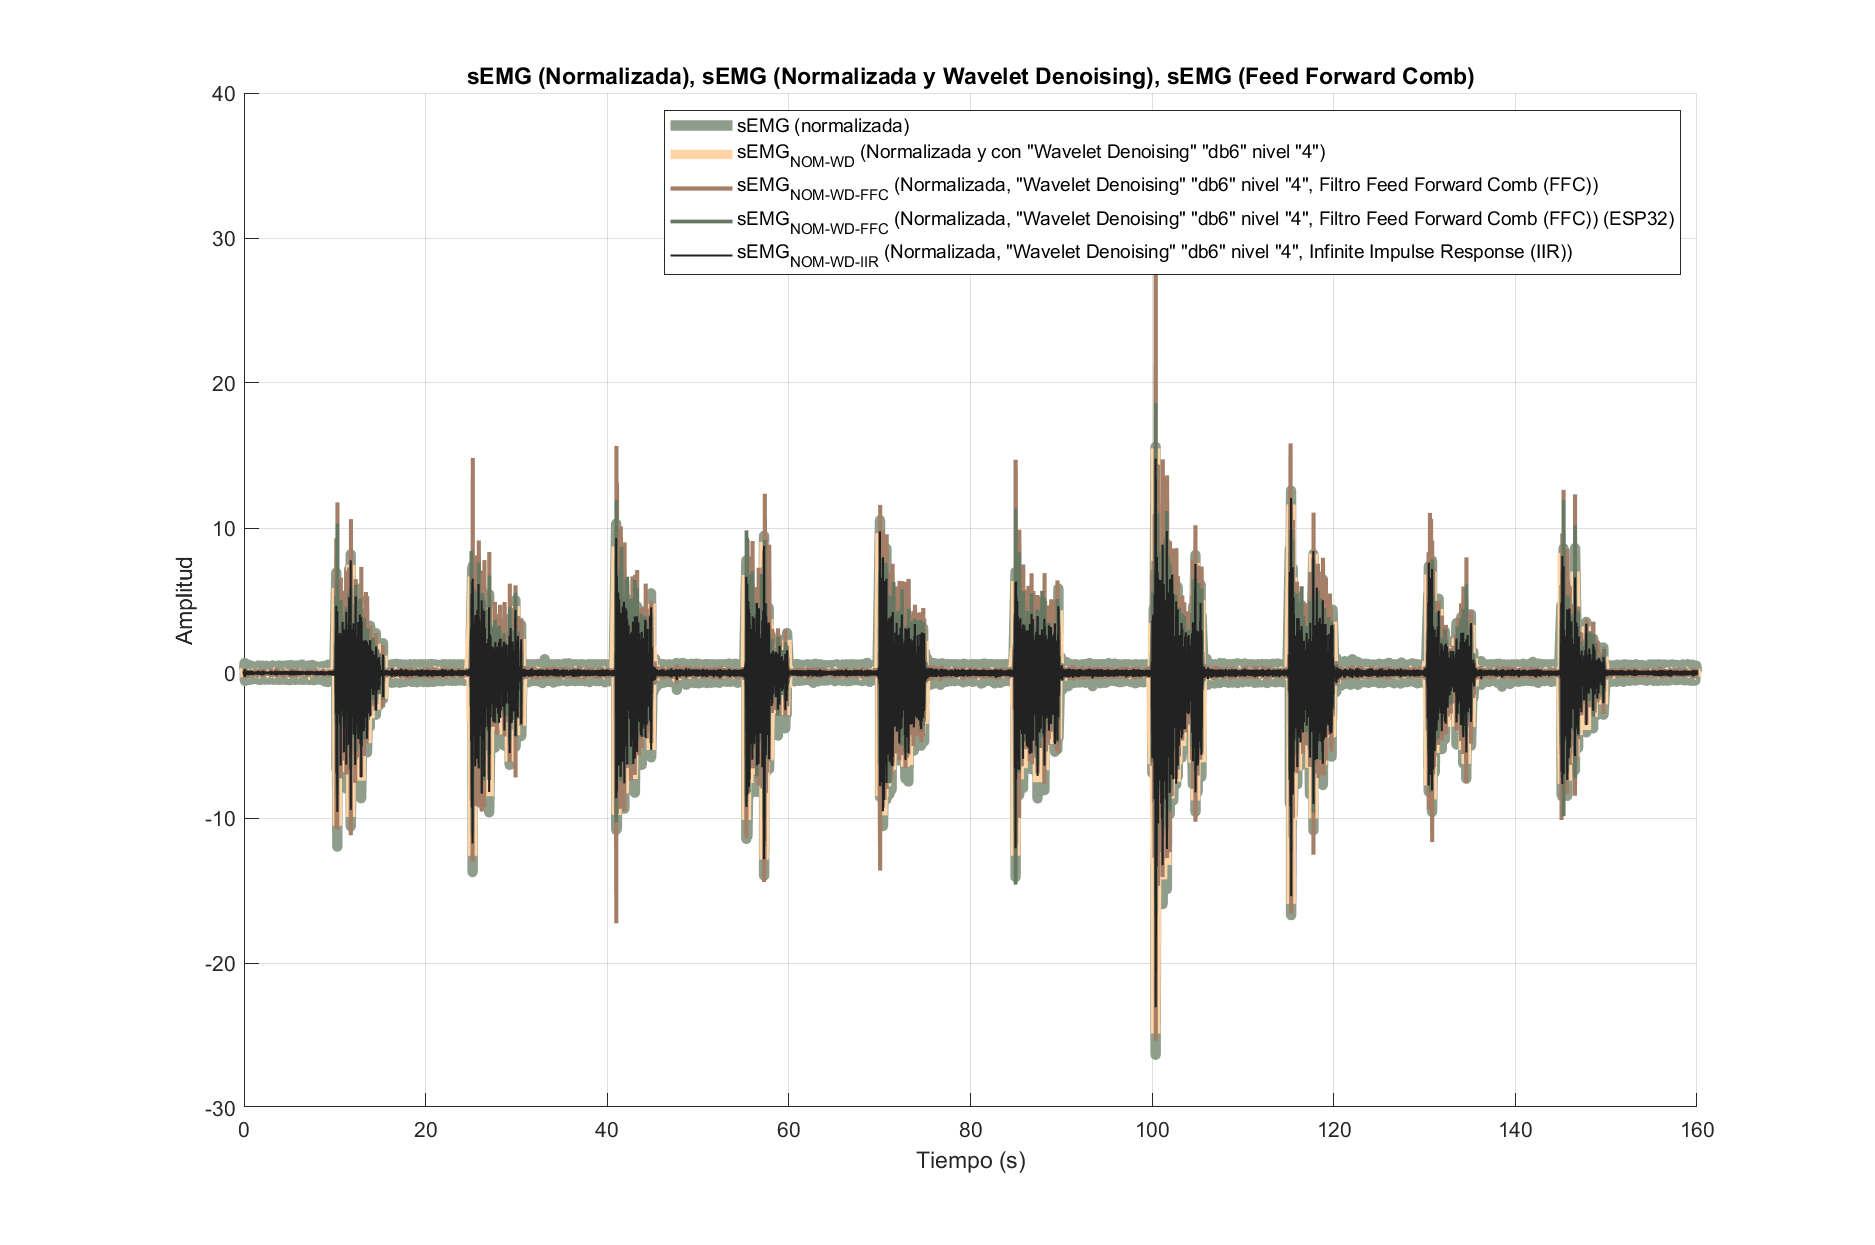 sEMG (Normalizada), sEMG (Normalizada y Wavelet Denoising), sEMG (Feed Forward Comb)
sEMG (normalizada)
sEMG_NOM-WD (Normalizada y con "Wavelet Denoising" "db6" nivel "4")
sEMG_NOM-WD-FFC (Normalizada, "Wavelet Denoising" "db6" nivel "4", Filtro Feed Forward Comb (FFC))
sEMG_NOM-WD-FFC (Normalizada, "Wavelet Denoising" "db6" nivel "4", Filtro Feed Forward Comb (FFC)) (ESP32)
sEMG_NOM-WD-IIR (Normalizada, "Wavelet Denoising" "db6" nivel "4", Infinite Impulse Response (IIR))
40
30
20
10
0
-10
-20
-30
Amplitud
0 20 40 60 80 100 120 140 160
Tiempo (s)